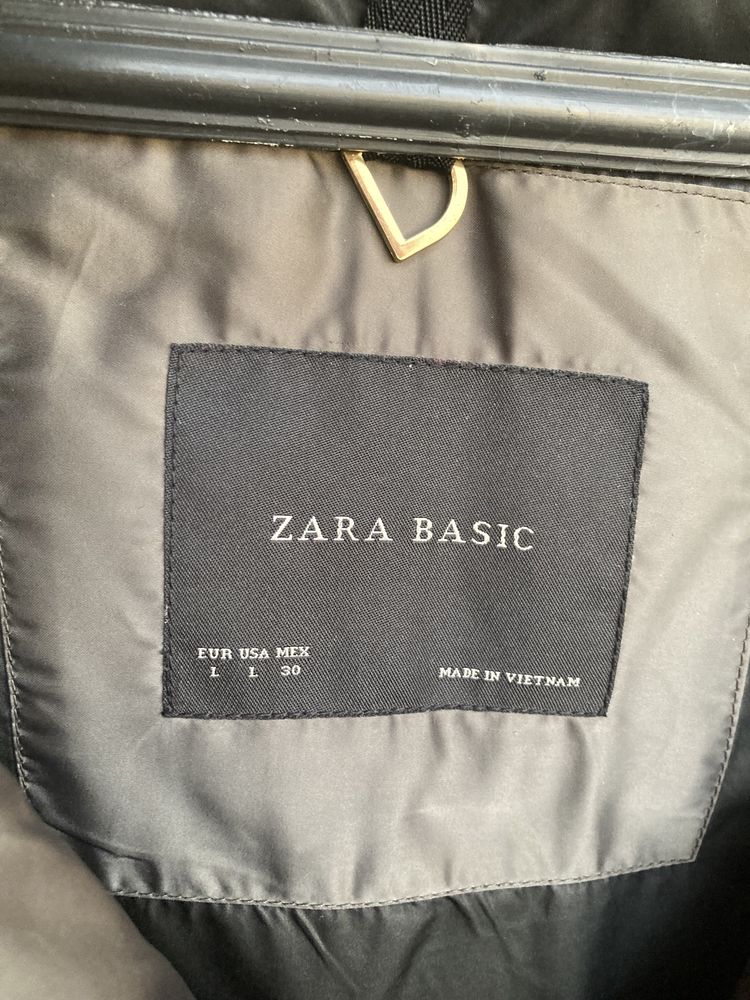 ZARA BASIC
EUR USA MEX
L L 30
MADE IN VIETNAM